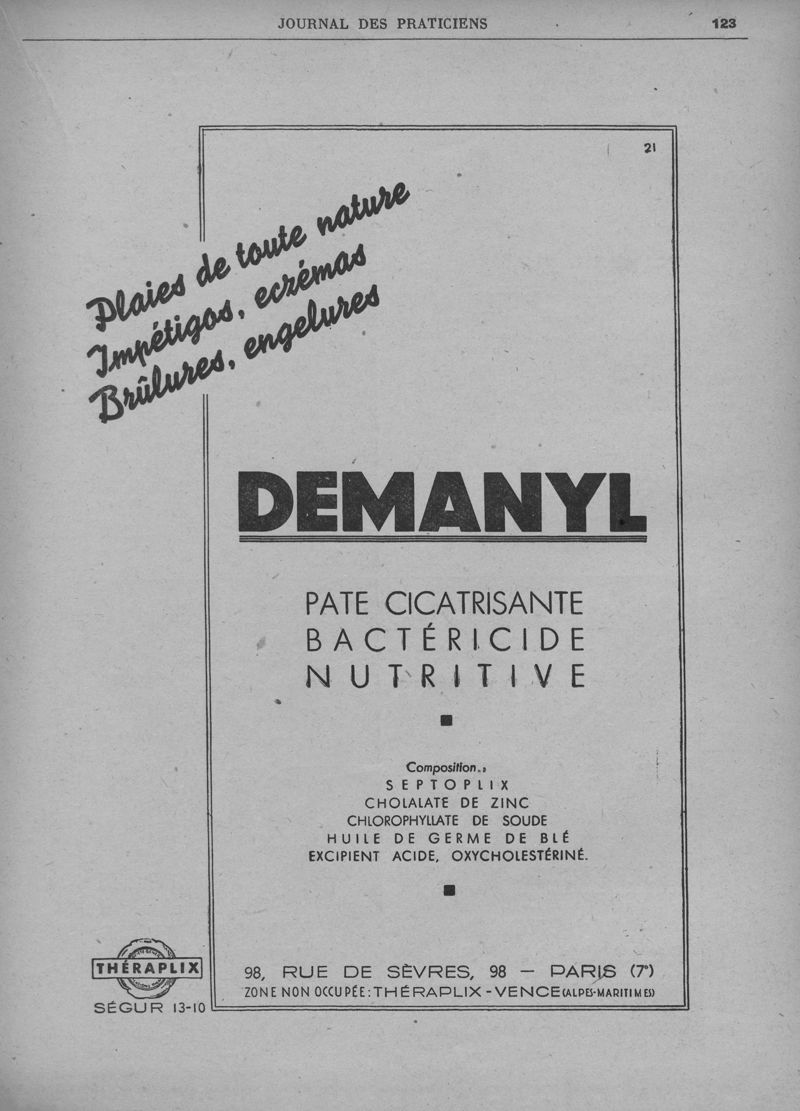 JOURNAL DES PRATICIENS
123
21
Plaies de toute nature
Impétigos, eczémas
Brûlures, engelures
DEMANYL
PATE CICATRISANTE
BACTÉRICIDE
NUTRITIVE
Composition :
SEPTOPLIX
CHOLALATE DE ZINC
CHLOROPHYLLATE DE SOUDE
HUILE DE GERME DE BLÉ
EXCIPIENT ACIDE, OXYCHOLESTÉRINÉ.
THÉRAPLIX
SÉGUR 13-10
98, RUE DE SÈVRES, 98 — PARIS (7e)
ZONE NON OCCUPÉE : THÉRAPLIX - VENCE (ALPES-MARITIMES)